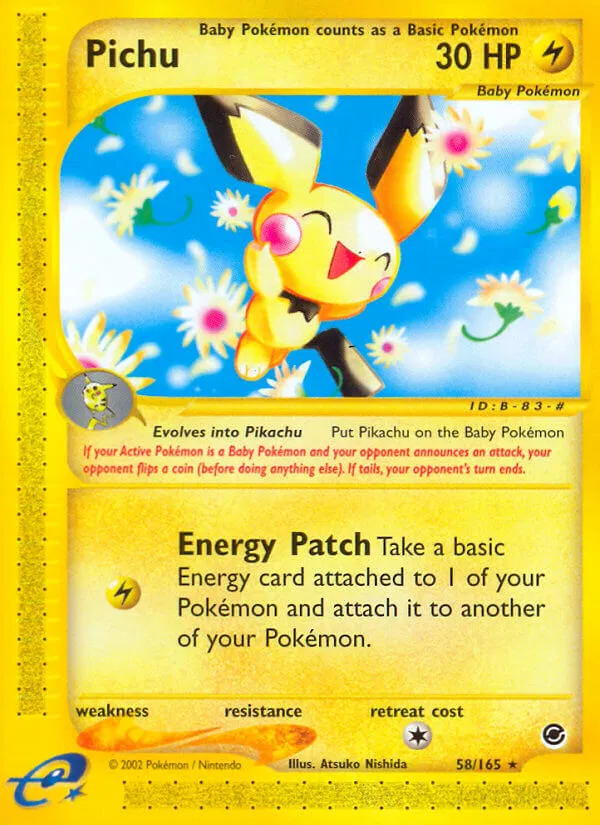 Baby Pokémon counts as a Basic Pokémon
Pichu
30 HP
Baby Pokémon
ID:B-83-#
Evolves into Pikachu Put Pikachu on the Baby Pokémon
If your Active Pokémon is a Baby Pokémon and your opponent announces an attack, your
opponent flips a coin (before doing anything else). If tails, your opponent's turn ends.
Energy Patch Take a basic
Energy card attached to 1 of your
Pokémon and attach it to another
of your Pokémon.
weakness resistance retreat cost
© 2002 Pokémon / Nintendo Illus. Atsuko Nishida 58/165 ★
e